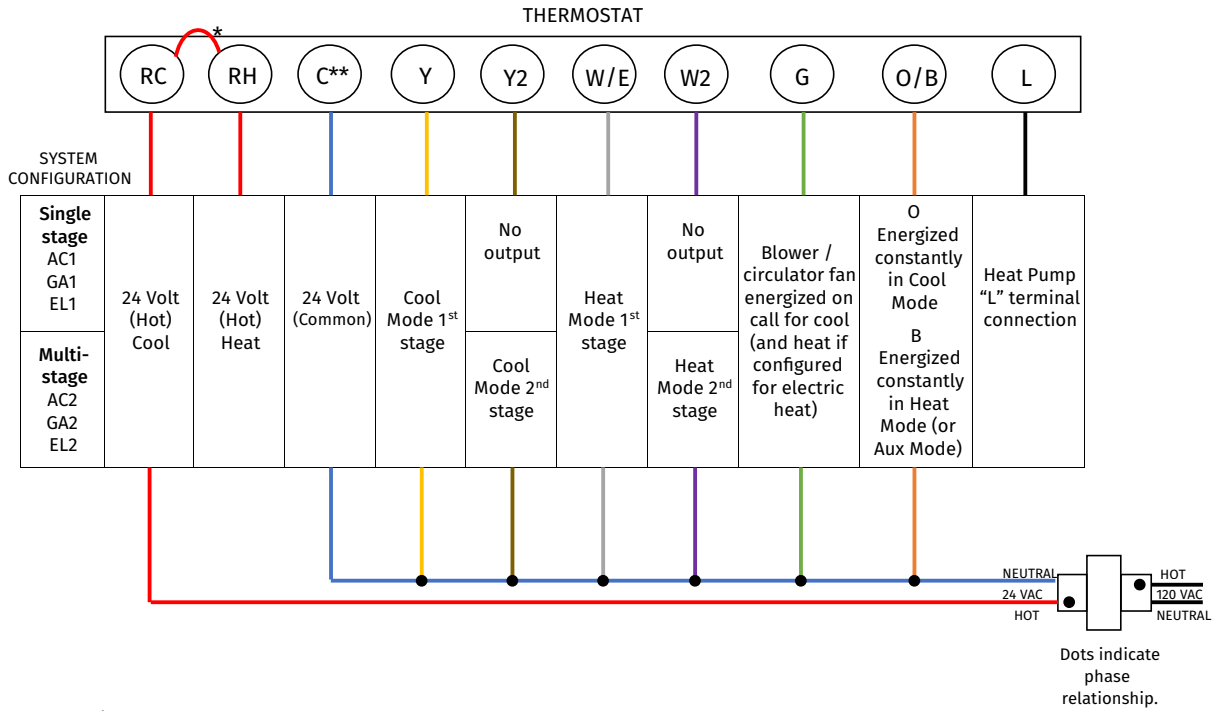 THERMOSTAT
*
RC
RH
C**
Y
Y2
W/E
W2
G
O/B
L
SYSTEM
CONFIGURATION
Single
stage
AC1
GA1
EL1
Multi-
stage
AC2
GA2
EL2
24 Volt
(Hot)
Cool
24 Volt
(Hot)
Heat
24 Volt
(Common)
Cool
Mode 1st
stage
No
output
Cool
Mode 2nd
stage
Heat
Mode 1st
stage
No
output
Heat
Mode 2nd
stage
Blower /
circulator fan
energized on
call for cool
(and heat if
configured
for electric
heat)
O
Energized
constantly
in Cool
Mode
B
Energized
constantly
in Heat
Mode (or
Aux Mode)
Heat Pump
“L” terminal
connection
NEUTRAL
24 VAC
HOT
HOT
120 VAC
NEUTRAL
Dots indicate
phase
relationship.